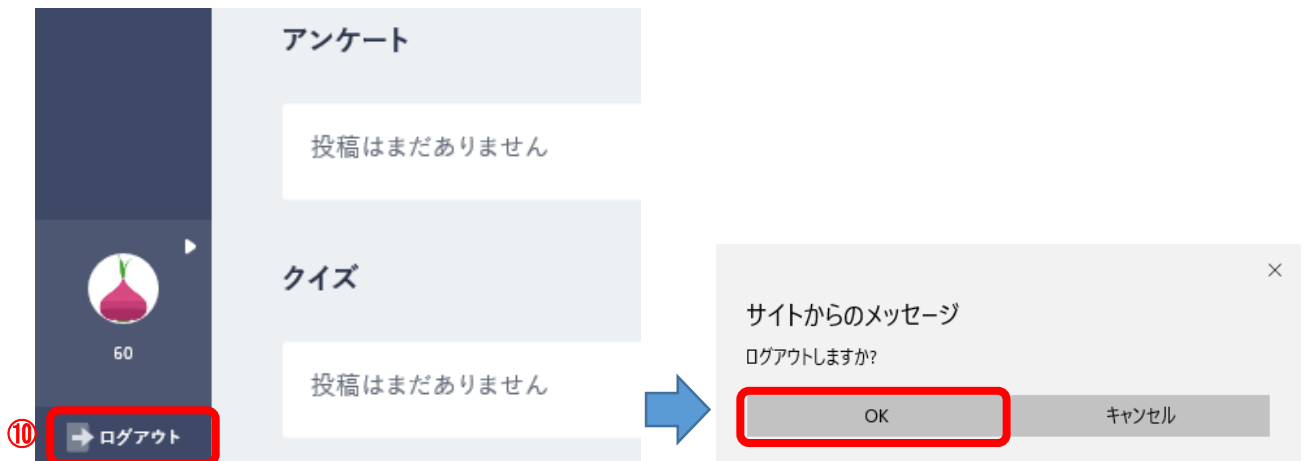 アンケート
投稿はまだありません
クイズ
投稿はまだありません
60
⑩
ログアウト
×
サイトからのメッセージ
ログアウトしますか?
OK
キャンセル